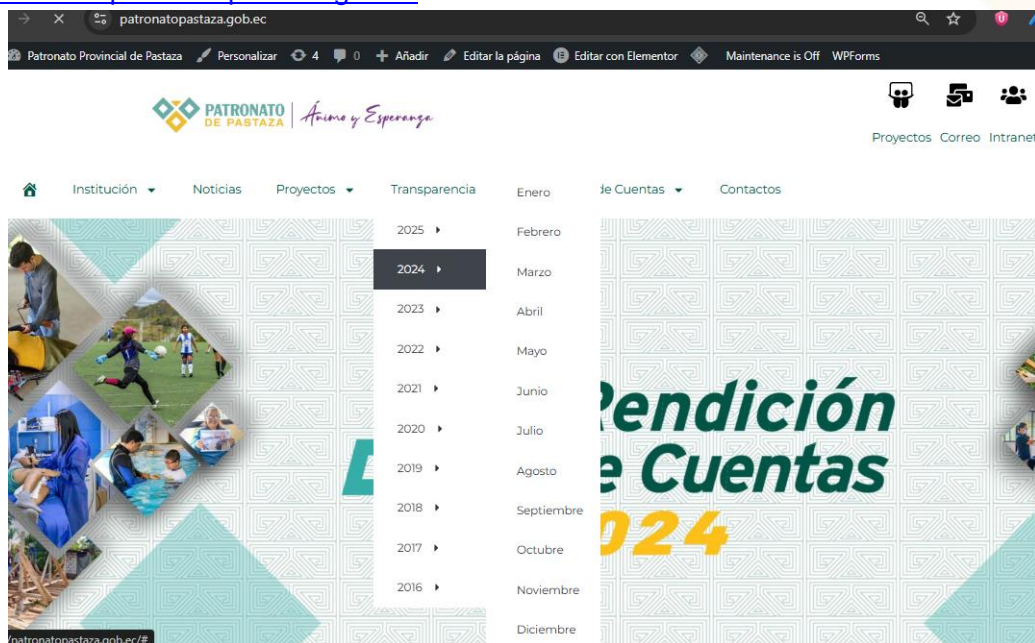 patronatopastaza.gob.ec
Patronato Provincial de Pastaza Personalizar 4 0 Añadir Editar la página Editar con Elementor Maintenance is Off WPForms
PATRONATO
DE PASTAZA
Ánimo y Esperanza
Proyectos Correo Intranet
Institución Noticias Proyectos Transparencia de Cuentas Contactos
Enero
2025 Febrero
2024 Marzo
2023 Abril
2022 Mayo
2021 Junio
2020 Julio
2019 Agosto
2018 Septiembre
2017 Octubre
2016 Noviembre
Diciembre
Rendición
e Cuentas
2024
/patronatopastaza.gob.ec/#